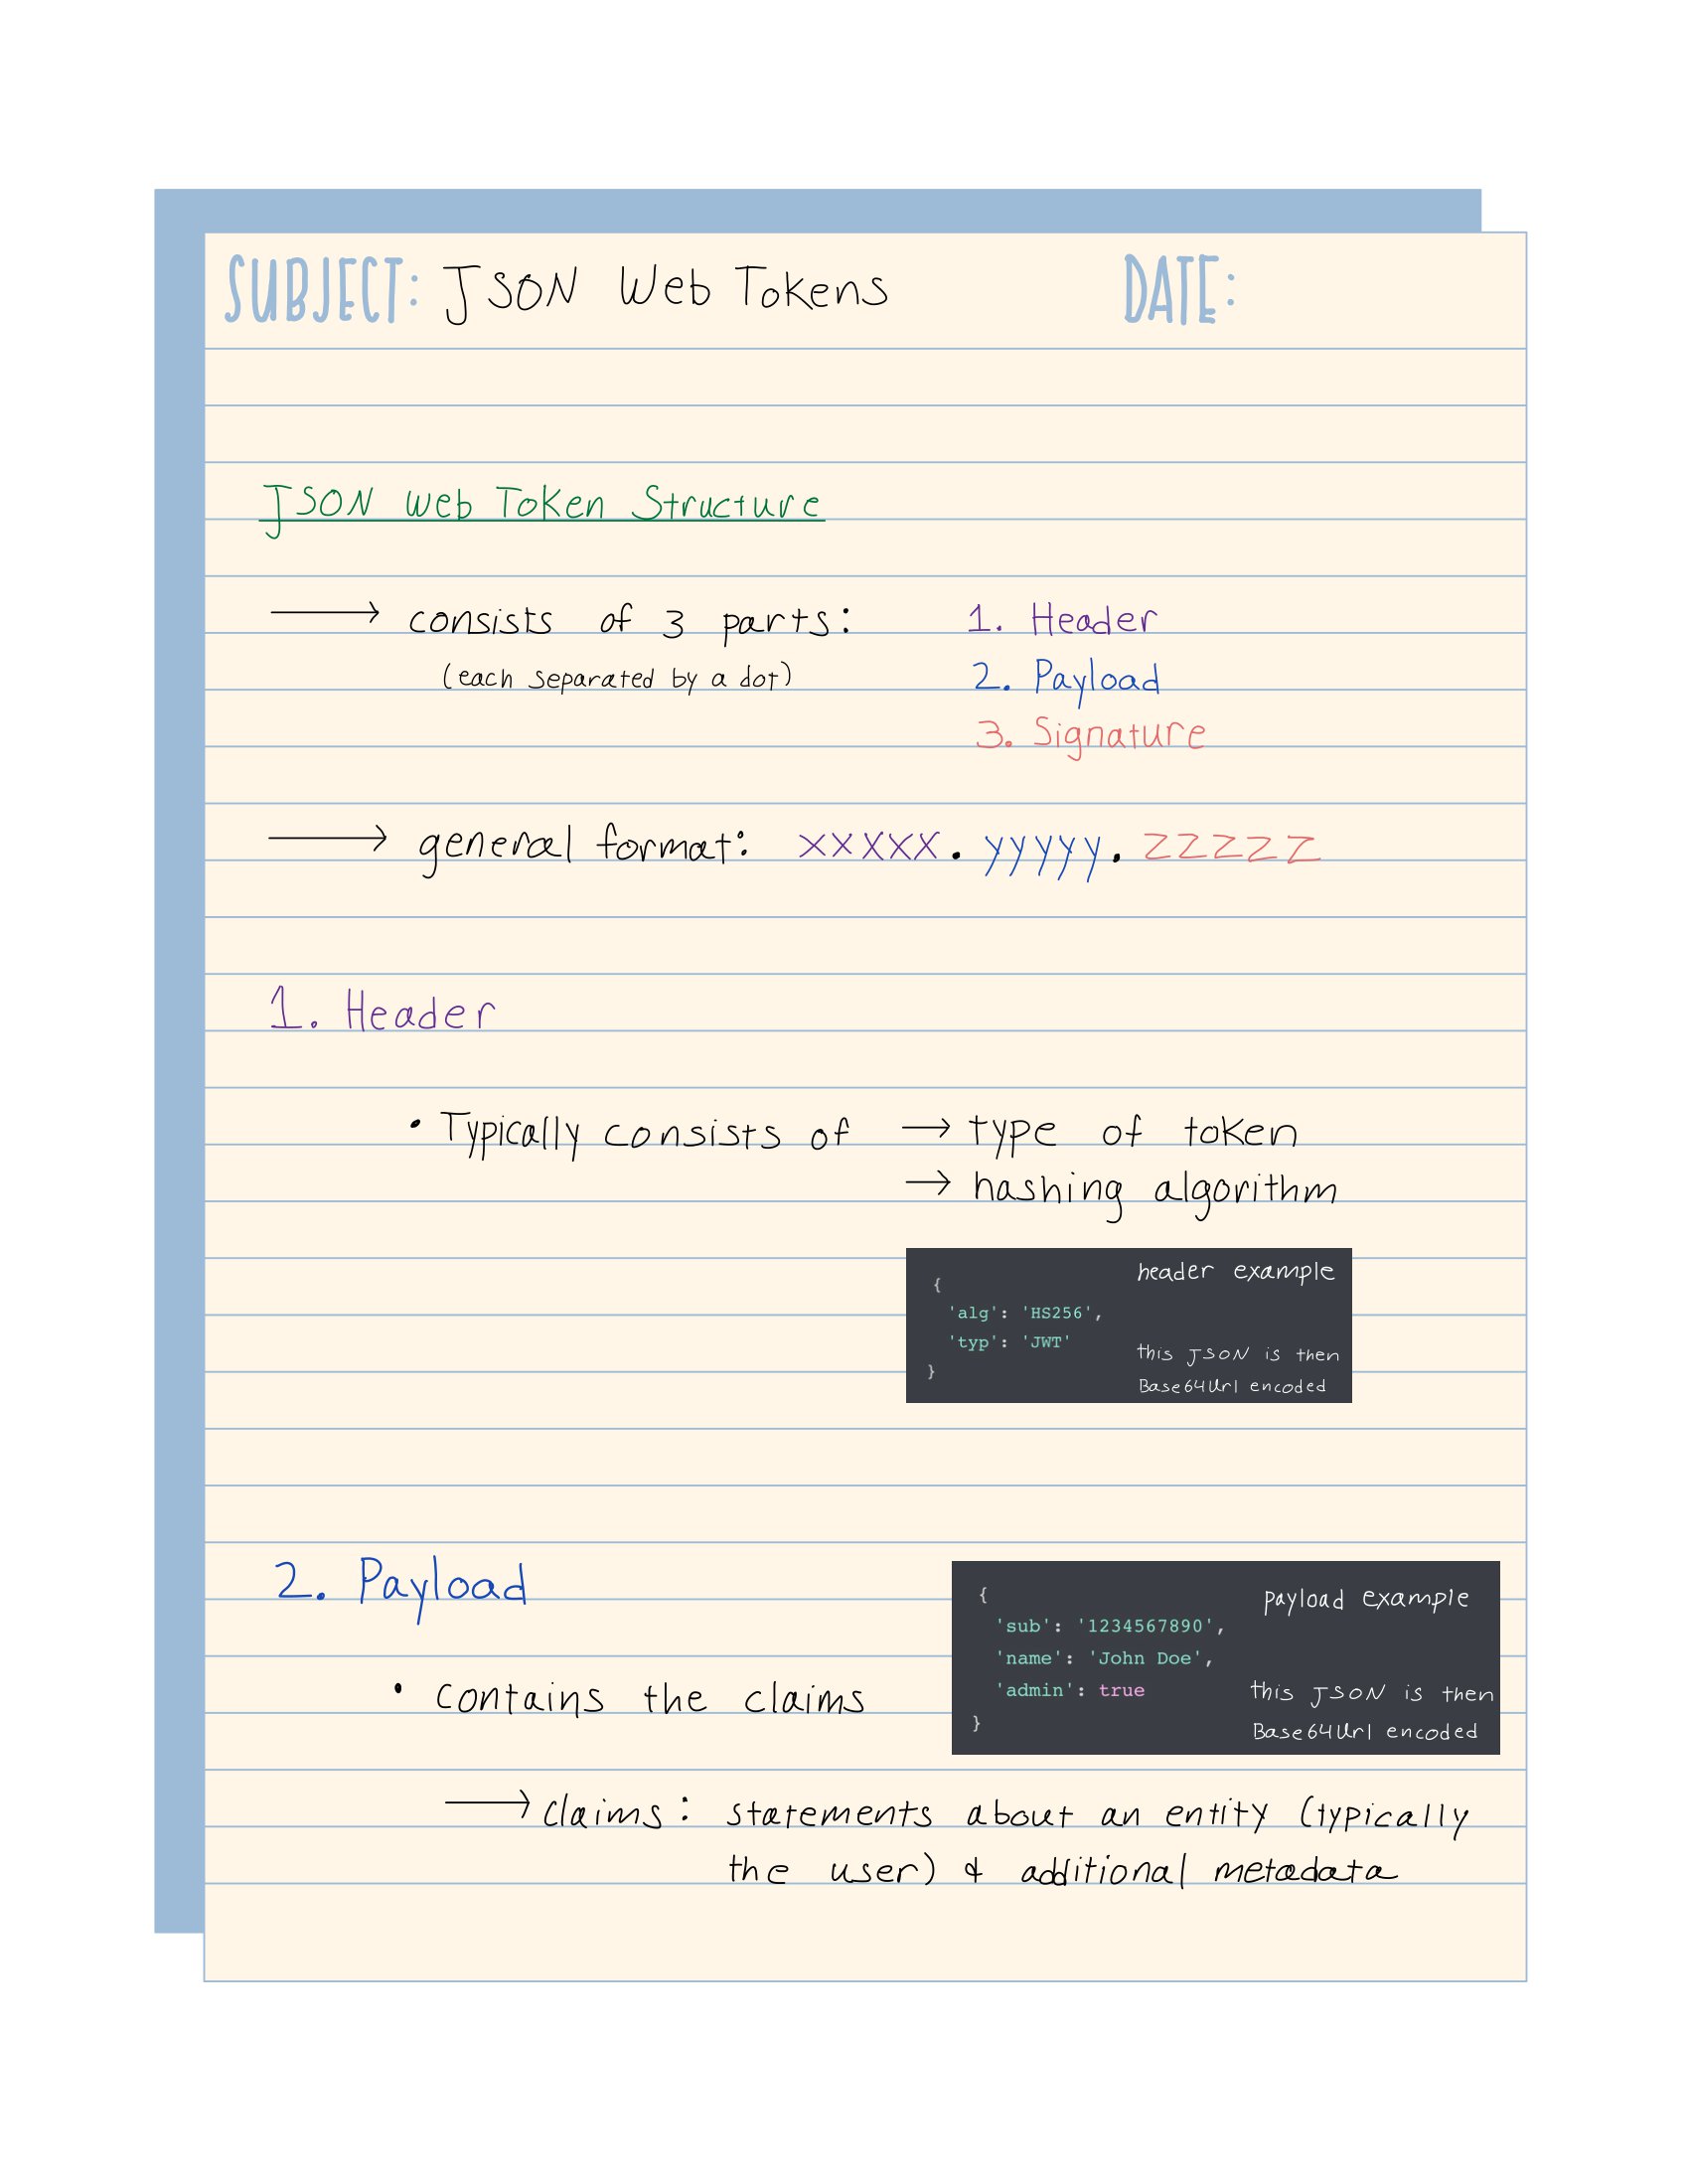 SUBJECT: JSON Web Tokens DATE:
JSON Web Token Structure
→ consists of 3 parts: 1. Header
(each separated by a dot) 2. Payload
3. Signature
→ general format: xxxxx.yyyyy.zzzzz
1. Header
• Typically consists of → type of token
→ hashing algorithm
header example
{
'alg': 'HS256',
'typ': 'JWT'
}
this JSON is then
Base64Url encoded
2. Payload
payload example
{
'sub': '1234567890',
'name': 'John Doe',
'admin': true
}
this JSON is then
Base64Url encoded
• contains the claims
→ claims: statements about an entity (typically
the user) & additional metadata